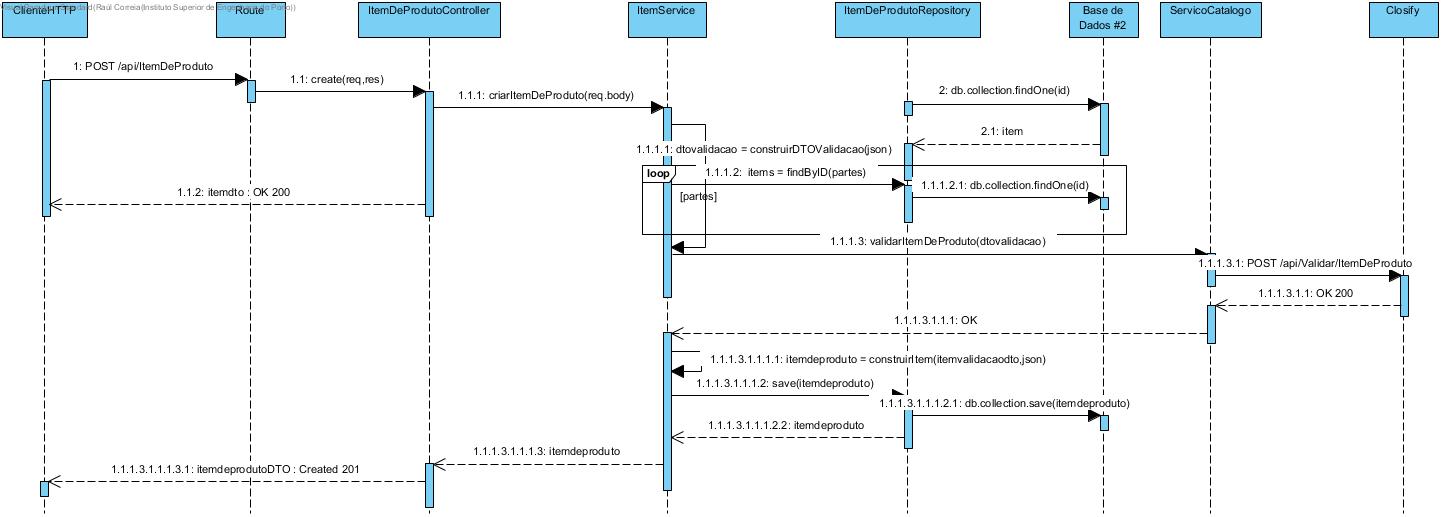 ClienteHTTP
Route
ItemDeProdutoController
ItemService
ItemDeProdutoRepository
Base de
Dados #2
ServicoCatalogo
Closify
1: POST /api/ItemDeProduto
1.1: create(req,res)
1.1.1: criarItemDeProduto(req.body)
2: db.collection.findOne(id)
2.1: item
1.1.1.1: dtovalidacao = construirDTOValidacao(json)
loop
1.1.1.2: items = findByID(partes)
[partes]
1.1.1.2.1: db.collection.findOne(id)
1.1.2: itemdto : OK 200
1.1.1.3: validarItemDeProduto(dtovalidacao)
1.1.1.3.1: POST /api/Validar/ItemDeProduto
1.1.1.3.1.1: OK 200
1.1.1.3.1.1.1: OK
1.1.1.3.1.1.1.1: itemdeproduto = construirItem(itemvalidacaodto,json)
1.1.1.3.1.1.1.2: save(itemdeproduto)
1.1.1.3.1.1.1.2.1: db.collection.save(itemdeproduto)
1.1.1.3.1.1.1.2.2: itemdeproduto
1.1.1.3.1.1.1.3: itemdeproduto
1.1.1.3.1.1.1.3.1: itemdeprodutoDTO : Created 201